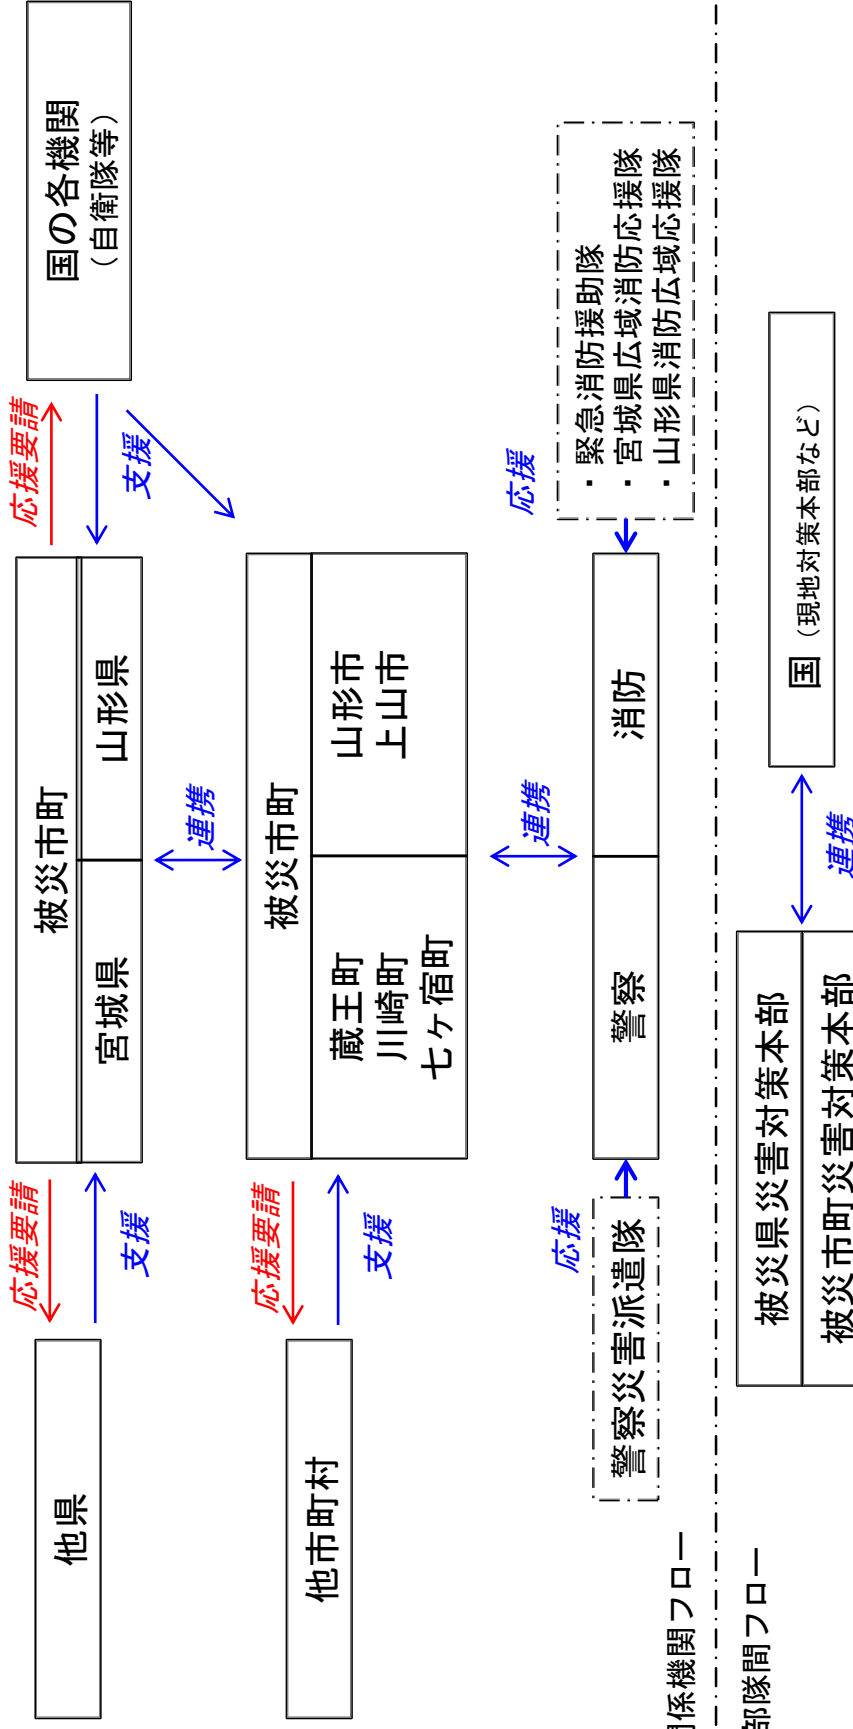 応援要請
応援要請
被災市町
他県
国の各機関
（自衛隊等）
宮城県
山形県
支援
支援
連携
応援要請
被災市町
他市町村
蔵王町
川崎町
七ヶ宿町
山形市
上山市
支援
連携
応援
応援
警察災害派遣隊
警察
消防
・緊急消防援助隊
・宮城県広域消防応援隊
・山形県消防広域応援隊
係機関フロー
部隊間フロー
被災県災害対策本部
国（現地対策本部など）
被災市町災害対策本部
連携